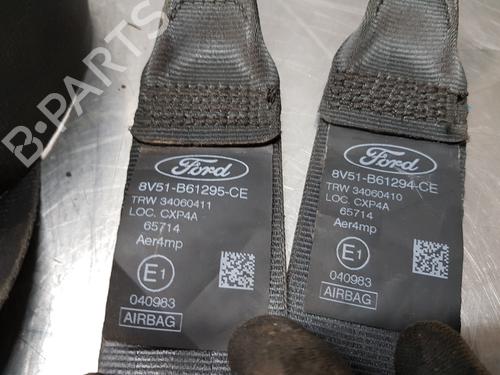 B-PARTS
Ford
8V51-B61295-CE
TRW 34060411
LOC. CXP4A
65714
Aer4mp
E1
040983
AIRBAG
Ford
8V51-B61294-CE
TRW 34060410
LOC. CXP4A
65714
Aer4mp
E1
040983
AIRBAG